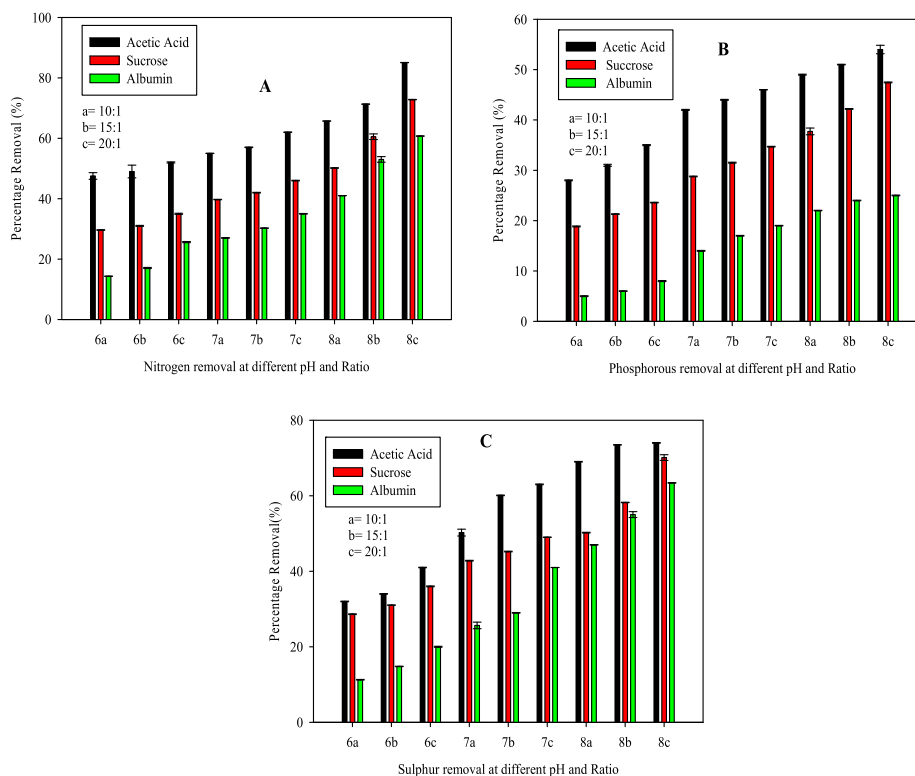 A
Acetic Acid
Sucrose
Albumin
a= 10:1
b= 15:1
c= 20:1
Percentage Removal (%)
100
80
60
40
20
0
6a 6b 6c 7a 7b 7c 8a 8b 8c
Nitrogen removal at different pH and Ratio
B
Acetic Acid
Succrose
Albumin
a= 10:1
b= 15:1
c= 20:1
Percentage Removal (%)
60
50
40
30
20
10
0
6a 6b 6c 7a 7b 7c 8a 8b 8c
Phosphorous removal at different pH and Ratio
C
Acetic Acid
Sucrose
Albumin
a= 10:1
b= 15:1
c= 20:1
Percentage Removal(%)
80
60
40
20
0
6a 6b 6c 7a 7b 7c 8a 8b 8c
Sulphur removal at different pH and Ratio